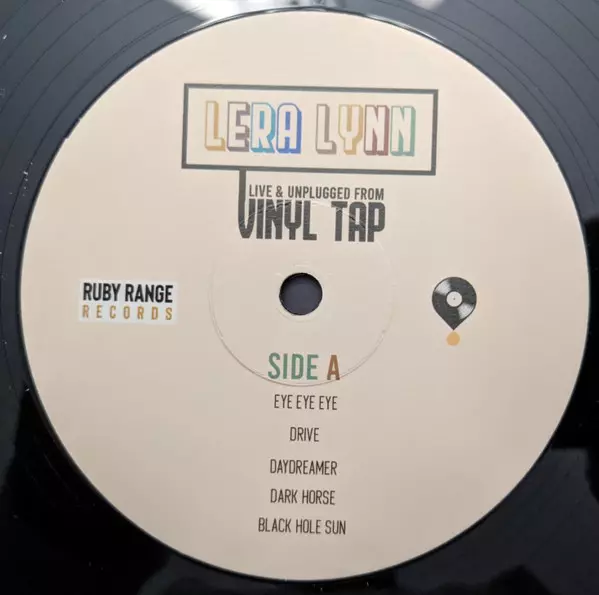 LERA LYNN
LIVE & UNPLUGGED FROM
VINYL TAP
RUBY RANGE
RECORDS
SIDE A
EYE EYE EYE
DRIVE
DAYDREAMER
DARK HORSE
BLACK HOLE SUN